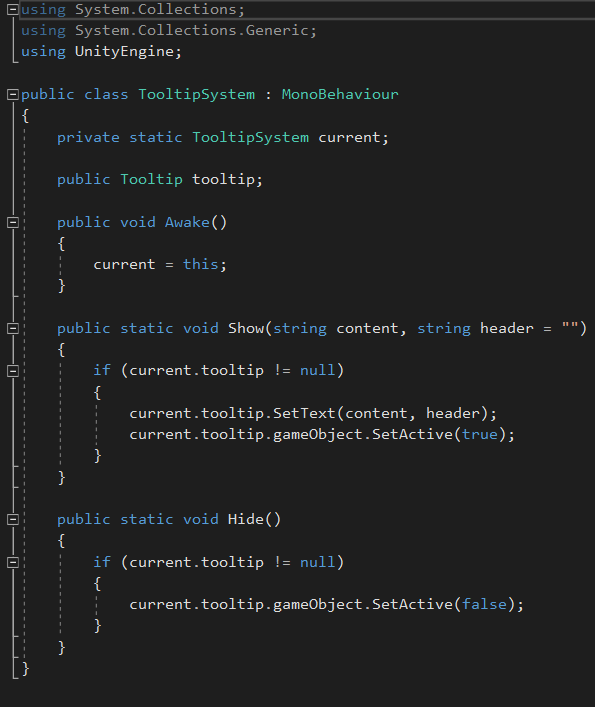 using System.Collections;
using System.Collections.Generic;
using UnityEngine;

public class TooltipSystem : MonoBehaviour
{
    private static TooltipSystem current;

    public Tooltip tooltip;

    public void Awake()
    {
        current = this;
    }

    public static void Show(string content, string header = "")
    {
        if (current.tooltip != null)
        {
            current.tooltip.SetText(content, header);
            current.tooltip.gameObject.SetActive(true);
        }
    }

    public static void Hide()
    {
        if (current.tooltip != null)
        {
            current.tooltip.gameObject.SetActive(false);
        }
    }
}